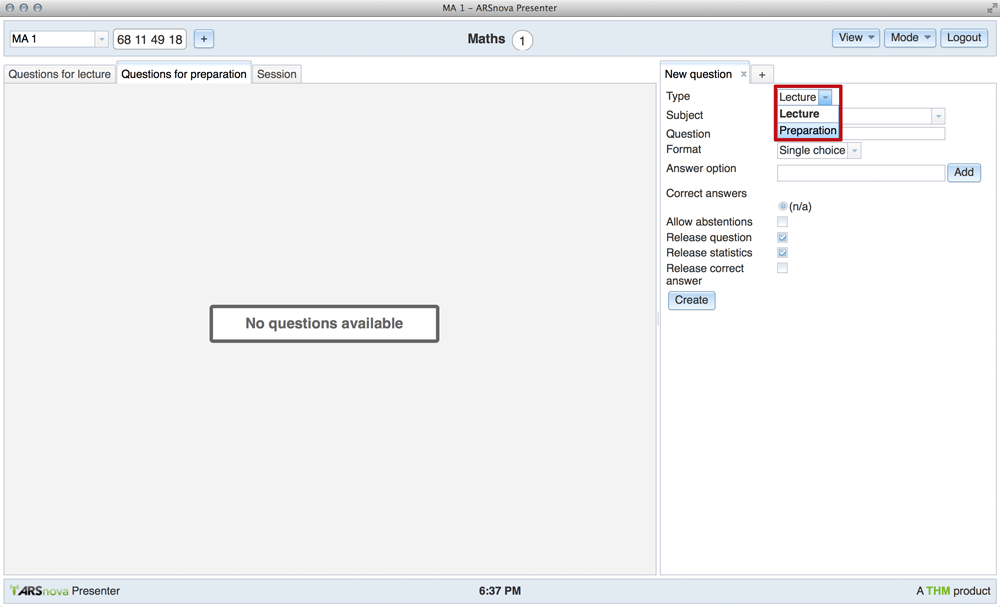 MA 1 – ARSnova Presenter
MA 1 68 11 49 18 + Maths 1 View Mode Logout
Questions for lecture Questions for preparation Session
New question × +
Type Lecture
Lecture
Preparation
Subject
Question
Format Single choice
Answer option Add
Correct answers
(n/a)
Allow abstentions
Release question
Release statistics
Release correct
answer
Create
No questions available
ARSnova Presenter 6:37 PM A THM product